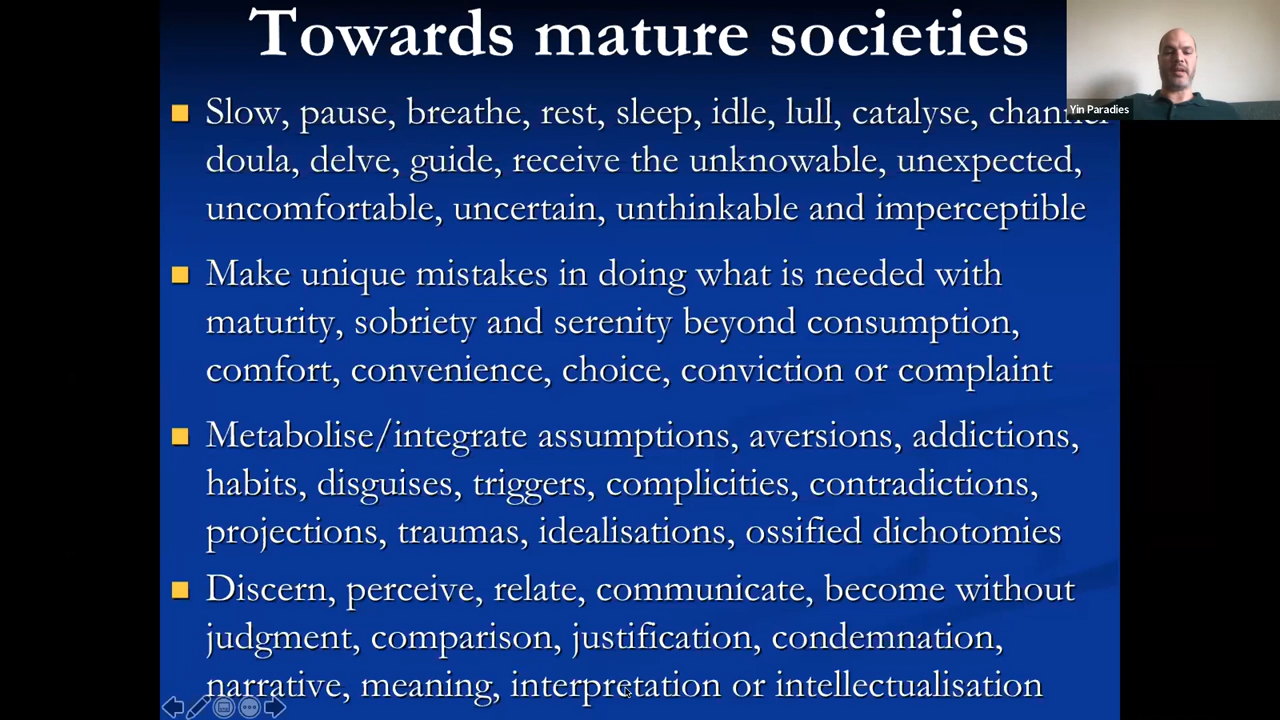 Towards mature societies
Slow, pause, breathe, rest, sleep, idle, lull, catalyse, channel
doula, delve, guide, receive the unknowable, unexpected,
uncomfortable, uncertain, unthinkable and imperceptible
Make unique mistakes in doing what is needed with
maturity, sobriety and serenity beyond consumption,
comfort, convenience, choice, conviction or complaint
Metabolise/integrate assumptions, aversions, addictions,
habits, disguises, triggers, complicities, contradictions,
projections, traumas, idealisations, ossified dichotomies
Discern, perceive, relate, communicate, become without
judgment, comparison, justification, condemnation,
narrative, meaning, interpretation or intellectualisation
Yin Paradies